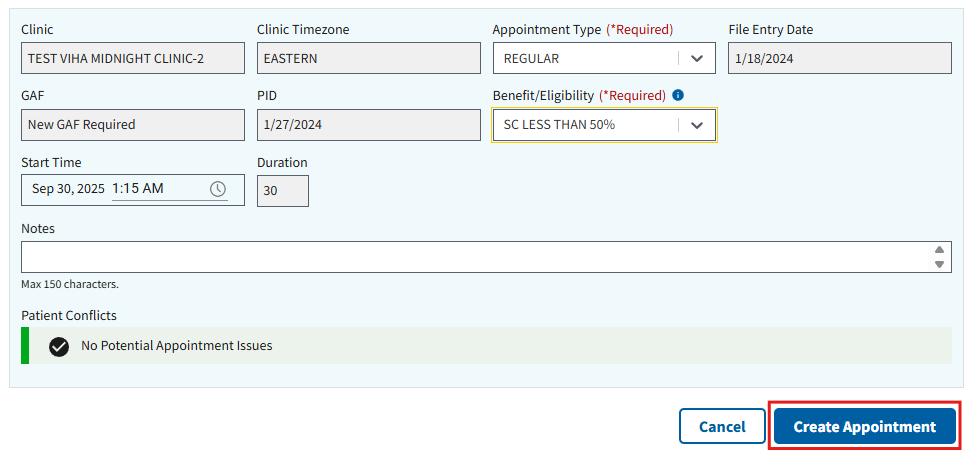 Clinic
Clinic Timezone
Appointment Type (*Required)
File Entry Date
TEST VIHA MIDNIGHT CLINIC-2
EASTERN
REGULAR
1/18/2024
GAF
PID
Benefit/Eligibility (*Required)
New GAF Required
1/27/2024
SC LESS THAN 50%
Start Time
Duration
Sep 30, 2025 1:15 AM
30
Notes
Max 150 characters.
Patient Conflicts
No Potential Appointment Issues
Cancel
Create Appointment